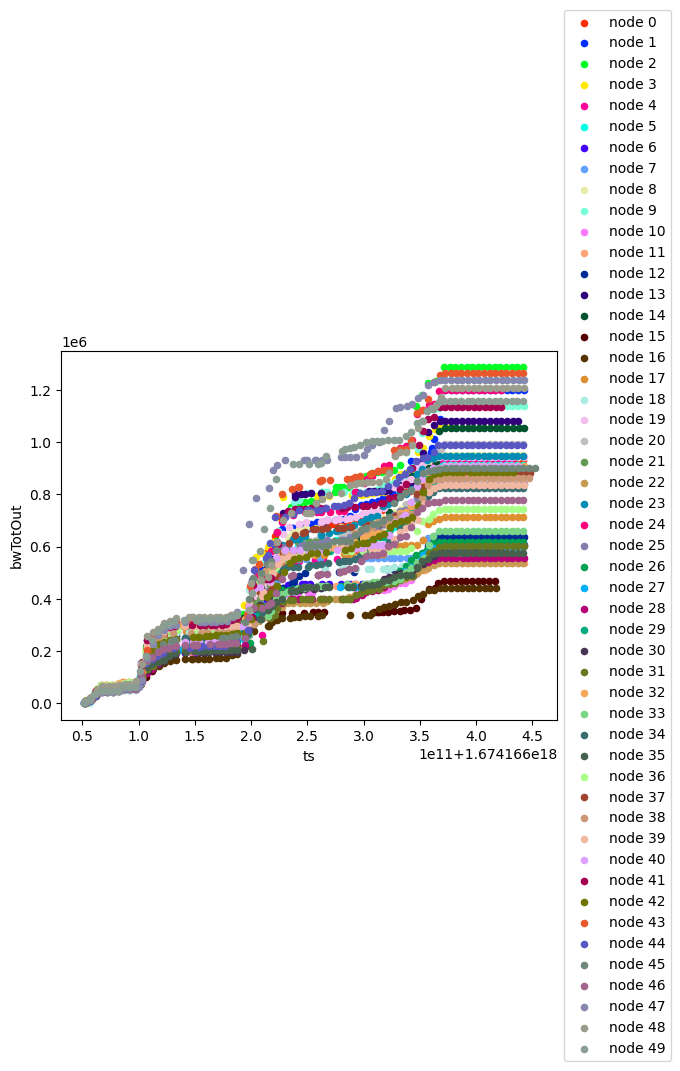 1e6
1.2
1.0
0.8
0.6
0.4
0.2
0.0
bwTotOut
0.5 1.0 1.5 2.0 2.5 3.0 3.5 4.0 4.5
ts
1e11+1.674166e18
node 0
node 1
node 2
node 3
node 4
node 5
node 6
node 7
node 8
node 9
node 10
node 11
node 12
node 13
node 14
node 15
node 16
node 17
node 18
node 19
node 20
node 21
node 22
node 23
node 24
node 25
node 26
node 27
node 28
node 29
node 30
node 31
node 32
node 33
node 34
node 35
node 36
node 37
node 38
node 39
node 40
node 41
node 42
node 43
node 44
node 45
node 46
node 47
node 48
node 49